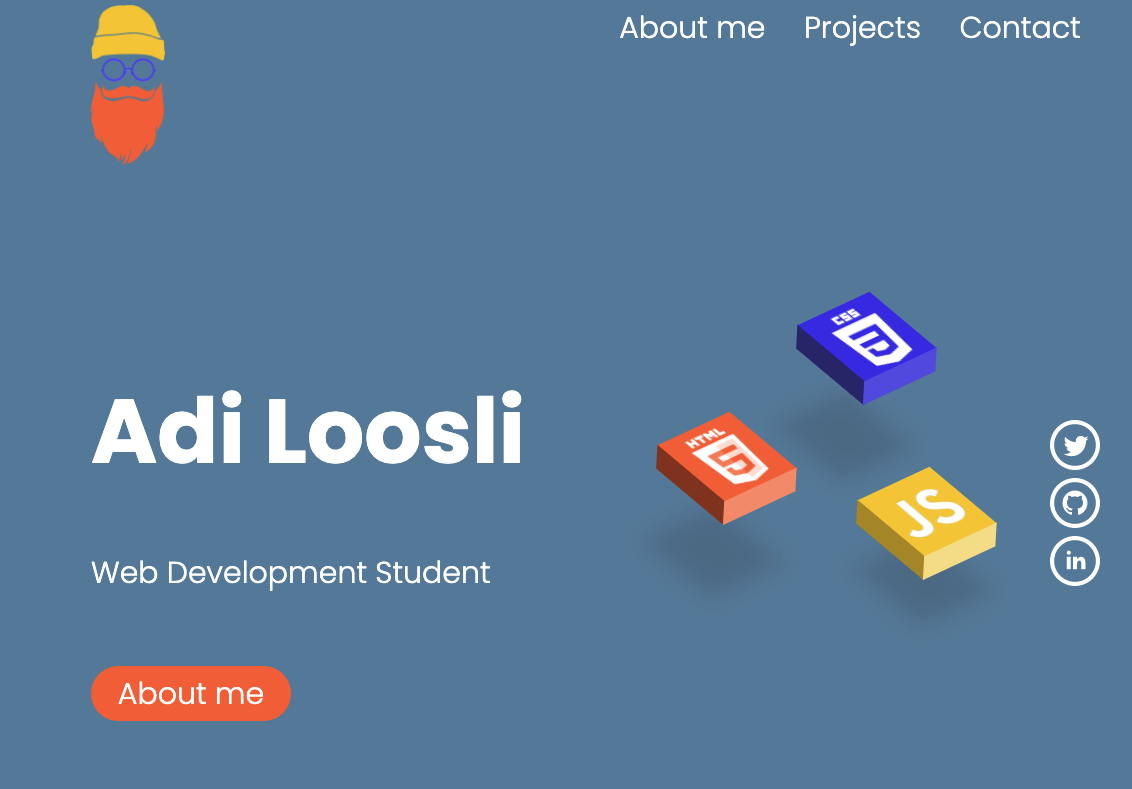 About me Projects Contact
Adi Loosli
Web Development Student
About me
CSS
HTML
JS
in